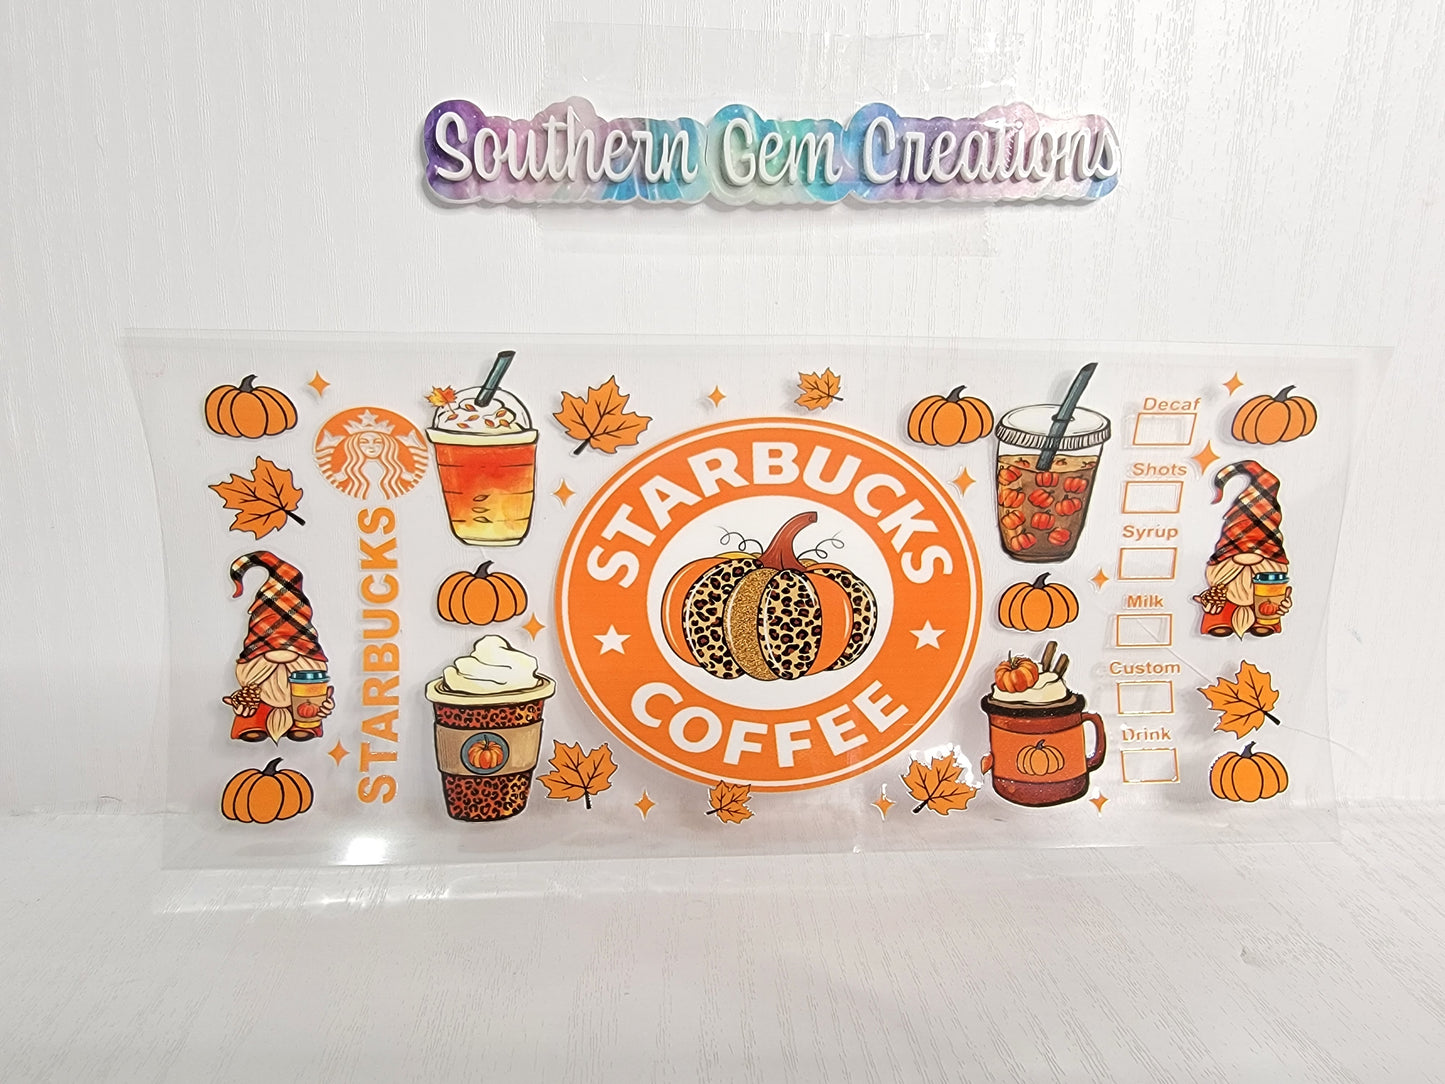 Southern Gem Creations
STARBUCKS
STARBUCKS
COFFEE
Decaf
Shots
Syrup
Milk
Custom
Drink